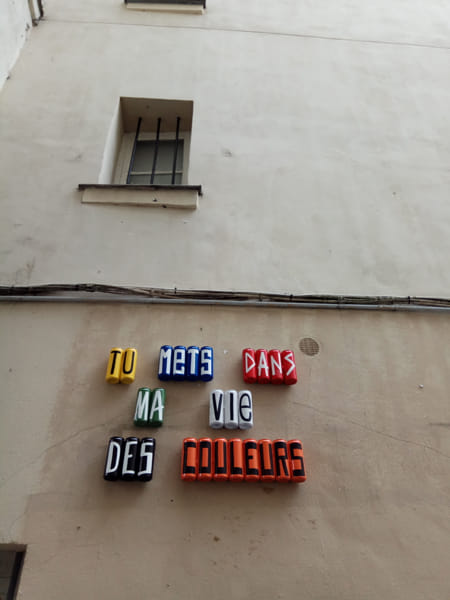 TU METS DANS
MA VIE
DES COULEURS